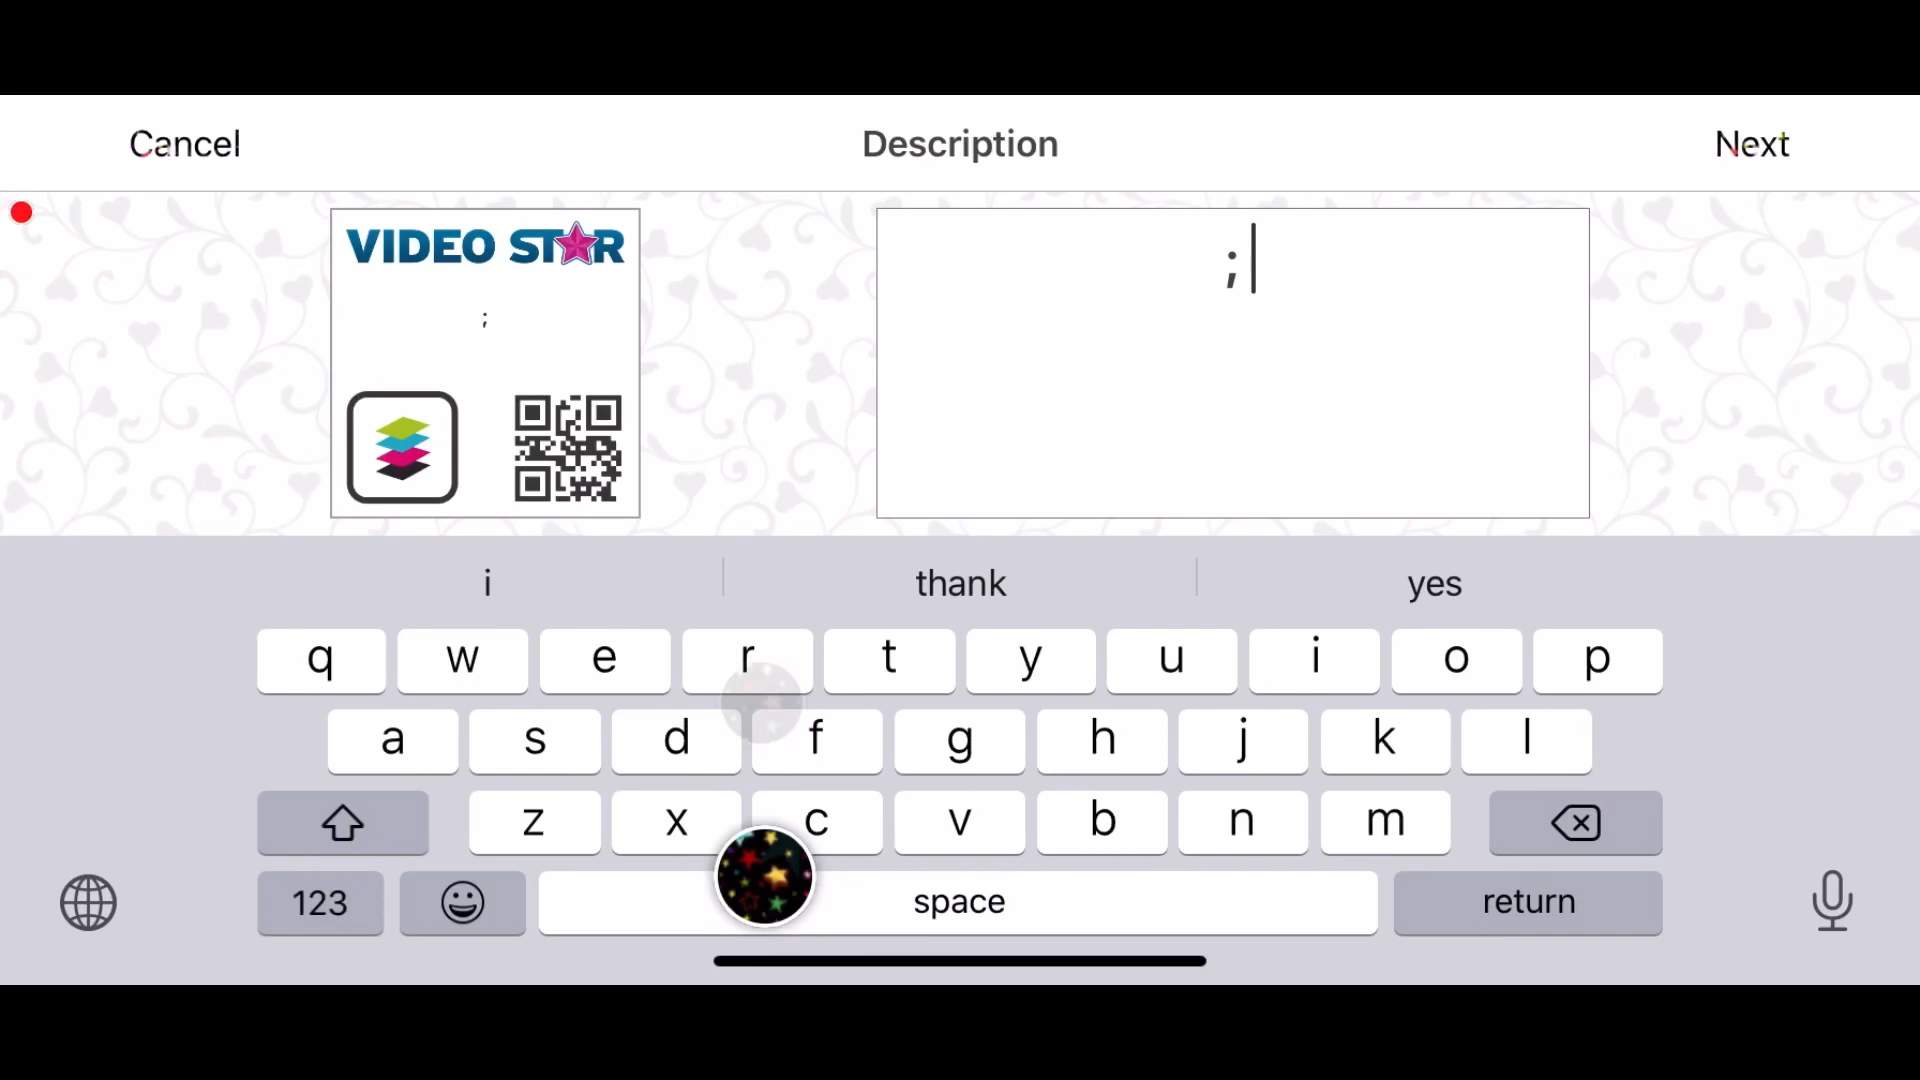 Cancel Description Next
VIDEO STAR
;
;
i thank yes
q w e r t y u i o p
a s d f g h j k l
z x c v b n m
123 space return